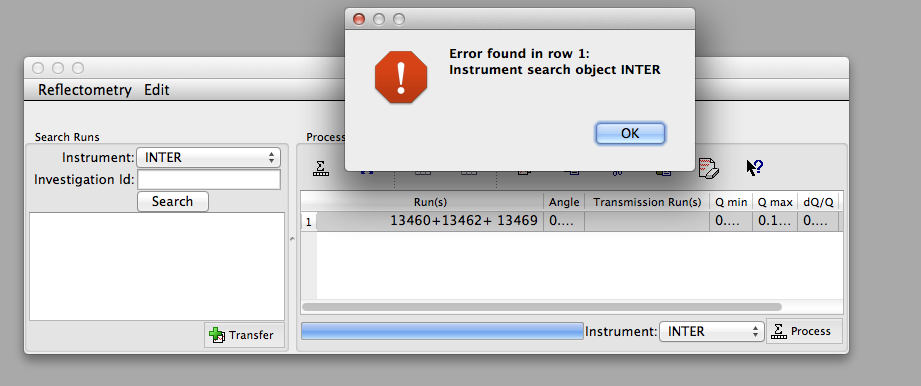 Error found in row 1:
Instrument search object INTER
OK
Reflectometry Edit
Search Runs
Instrument: INTER
Investigation Id:
Search
Transfer
Process
Run(s) Angle Transmission Run(s) Q min Q max dQ/Q
1 13460+13462+ 13469 0.... 0.... 0.1... 0....
Instrument: INTER Process